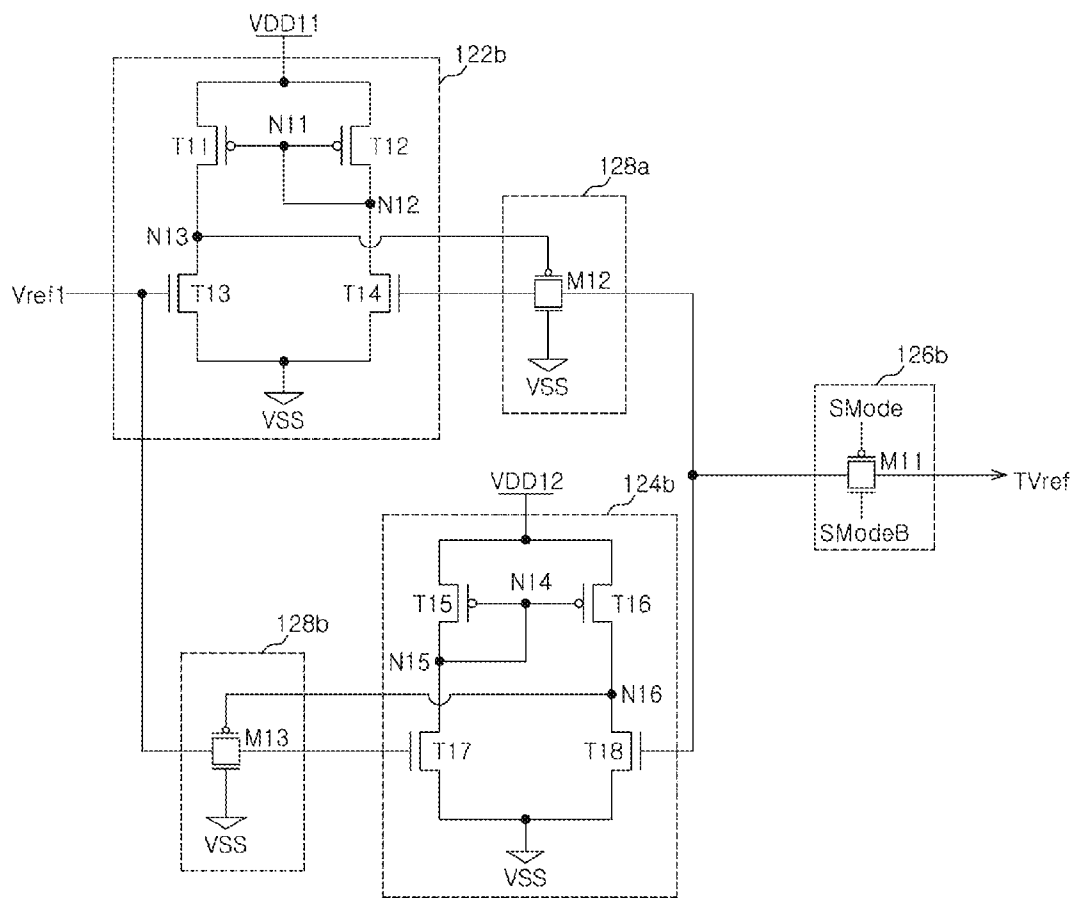 VDD11
122b
T11
N11
T12
128a
N12
N13
M12
Vref1
T13
T14
VSS
VSS
126b
SMode
M11
TVref
SModeB
VDD12
124b
T15
N14
T16
128b
N15
N16
M13
T17
T18
VSS
VSS